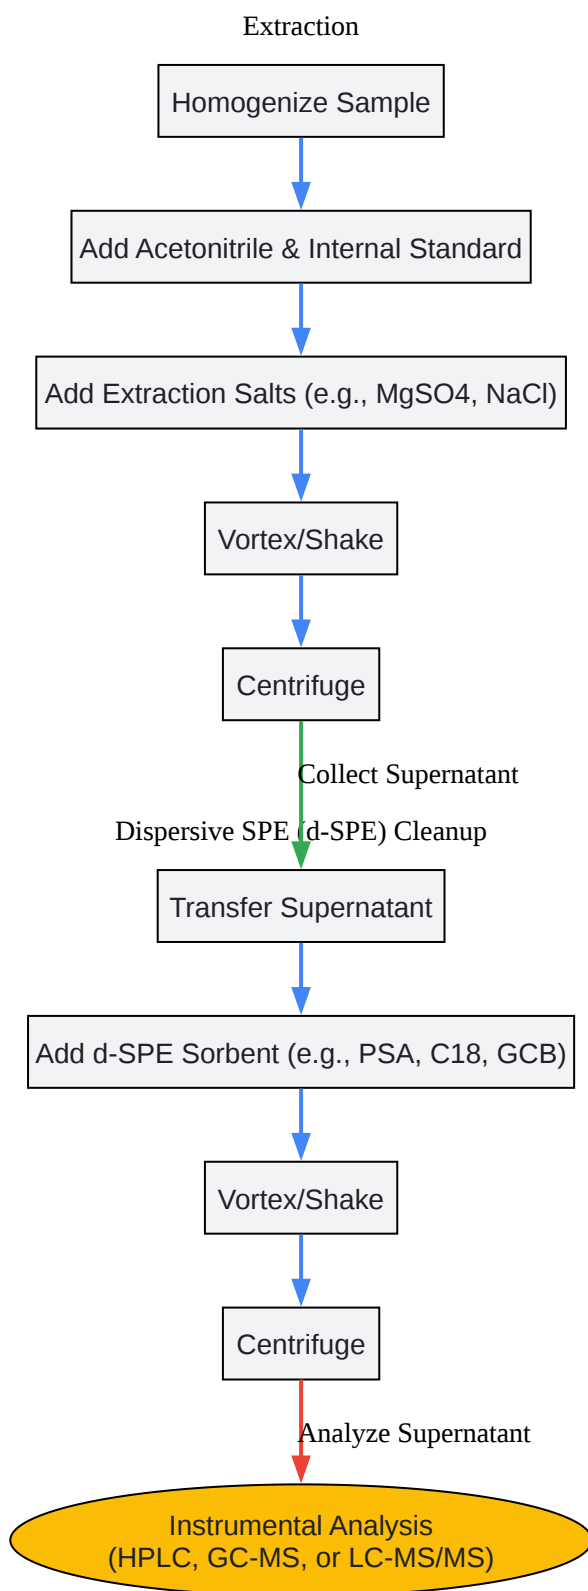 Extraction
Homogenize Sample
Add Acetonitrile & Internal Standard
Add Extraction Salts (e.g., MgSO4, NaCl)
Vortex/Shake
Centrifuge
Collect Supernatant
Dispersive SPE (d-SPE) Cleanup
Transfer Supernatant
Add d-SPE Sorbent (e.g., PSA, C18, GCB)
Vortex/Shake
Centrifuge
Analyze Supernatant
Instrumental Analysis
(HPLC, GC-MS, or LC-MS/MS)